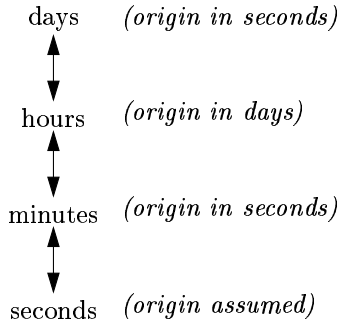 days (origin in seconds)
hours (origin in days)
minutes (origin in seconds)
seconds (origin assumed)